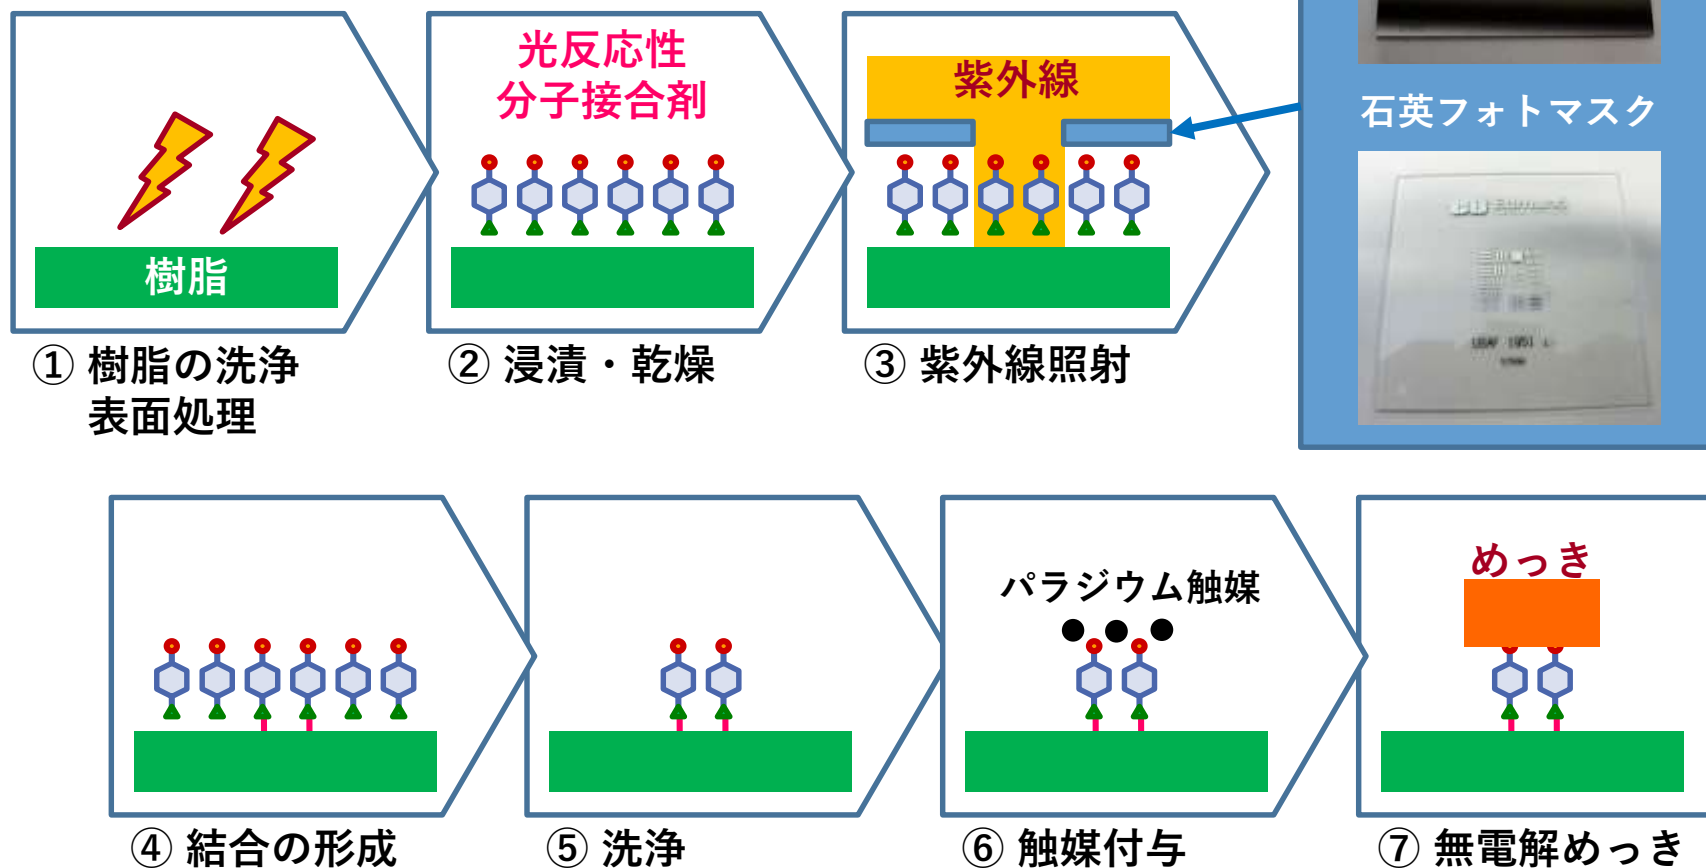 光反応性
分子接合剤
紫外線
石英フォトマスク
樹脂
① 樹脂の洗浄
表面処理
② 浸漬・乾燥
③ 紫外線照射
USAF 1951
パラジウム触媒
めっき
④ 結合の形成
⑤ 洗浄
⑥ 触媒付与
⑦ 無電解めっき